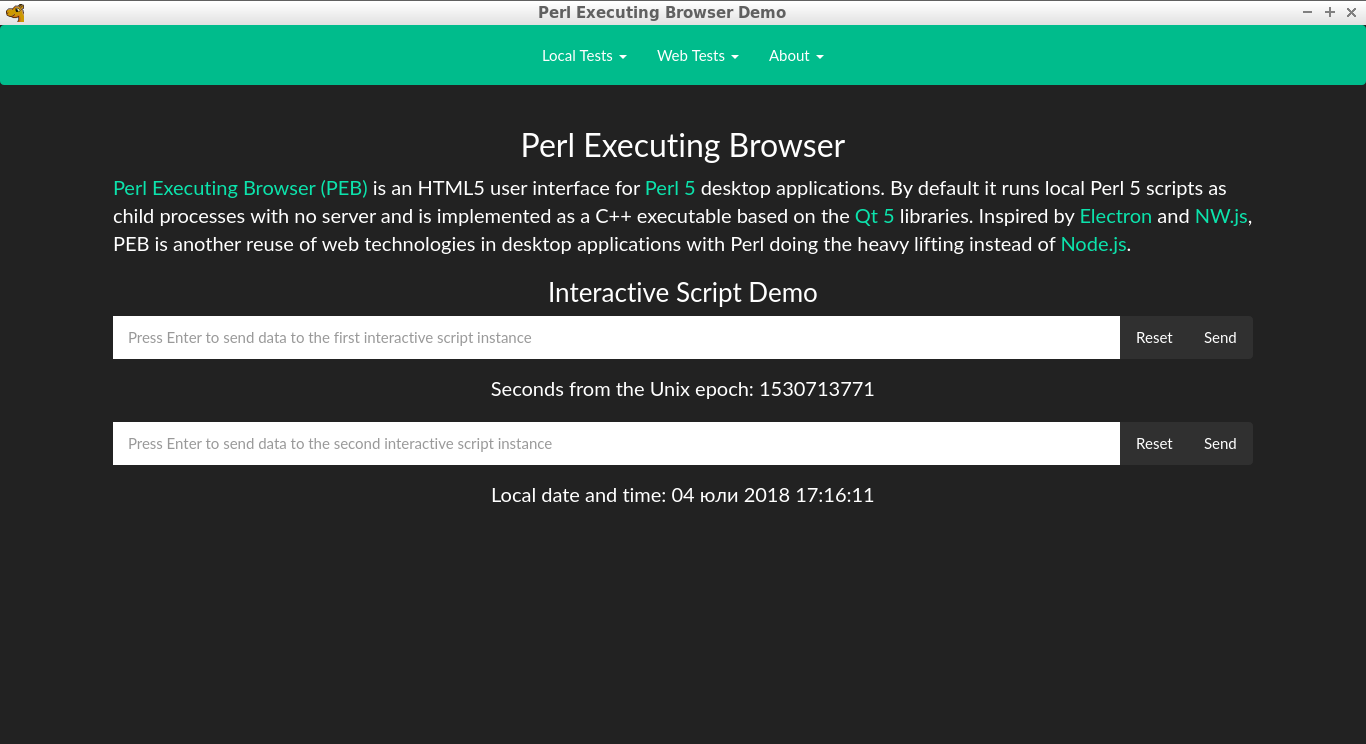 Perl Executing Browser Demo
Local Tests Web Tests About
Perl Executing Browser
Perl Executing Browser (PEB) is an HTML5 user interface for Perl 5 desktop applications. By default it runs local Perl 5 scripts as
child processes with no server and is implemented as a C++ executable based on the Qt 5 libraries. Inspired by Electron and NW.js,
PEB is another reuse of web technologies in desktop applications with Perl doing the heavy lifting instead of Node.js.
Interactive Script Demo
Press Enter to send data to the first interactive script instance Reset Send
Seconds from the Unix epoch: 1530713771
Press Enter to send data to the second interactive script instance Reset Send
Local date and time: 04 юли 2018 17:16:11